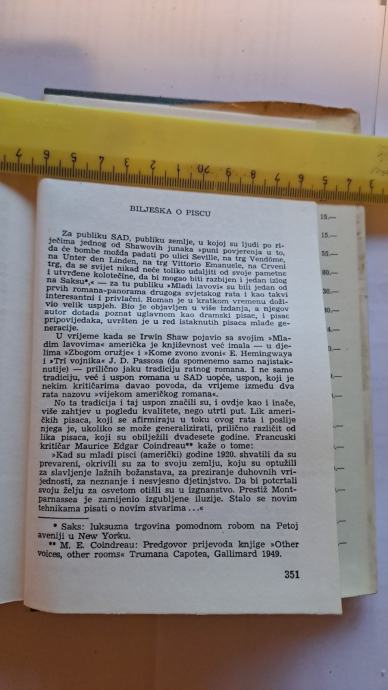 BILJEŠKA O PISCU
Za publiku SAD, publiku zemlje, u kojoj su ljudi po ri-
ječima jednog od Shawovih junaka »puni povjerenja u to,
da će bombe možda padati po ulici Seville, na trg Vendôme,
na Unter den Linden, na trg Vittorio Emanuele, na Crveni
trg, da se svijet nikad neće toliko udaljiti od svoje pametne
i utvrđene kolotečine, da bi mogao biti razbijen i jedan izlog
na Saksu*,« — za tu publiku »Mladi lavovi« su bili jedan od
prvih romana-panorama drugoga svjetskog rata i kao takvi
interesantni i privlačni. Roman je u kratkom vremenu doži-
vio velik uspjeh. Bio je objavljen u više izdanja, a njegov
autor dotada poznat uglavnom kao dramski pisac, i pisac
pripovijedaka, uvršten je u red istaknutih pisaca mlađe ge-
neracije.
U vrijeme kada se Irwin Shaw pojavio sa svojim »Mla-
dim lavovima« američka je književnost već imala — u dje-
lima »Zbogom oružje« i »Kome zvono zvoni« E. Hemingwaya
i »Tri vojnika« J. D. Passosa (da spomenemo samo najistak-
nutije) — prilično jaku tradiciju ratnog romana. I ne samo
tradiciju, već i uspon romana u SAD uopće, uspon, koji je
nekim kritičarima davao povoda, da vrijeme između dva
rata nazovu »vijekom američkog romana«.
No ta tradicija i taj uspon značili su, i ovdje kao i inače,
više zahtjev u pogledu kvalitete, nego utrti put. Lik amer-
ičkih pisaca, koji se afirmiraju u toku ovog rata i poslije
njega je, ukoliko se može generalizirati, prilično različit od
lika pisaca, koji su obilježili dvadesete godine. Francuski
kritičar Maurice Edgar Coindreau** kaže o tome:
»Kad su mladi pisci (američki) godine 1920. shvatili da su
prevareni, okrivili su za to svoju zemlju, koju su optužili
za slavljenje lažnih božanstava, za preziranje duhovnih vri-
jednosti, za neznanje i nesvjesno djetinjstvo. Da bi potcrtali
svoju želju za osvetom otišli su u izgnanstvo. Prestiž Mont-
parnassea je zamijenio izgubljene iluzije. Stalo se novim
tehnikama pisati o novim stvarima . . .«
* Saks: luksuzna trgovina pomodnom robom na Petoj
aveniji u New Yorku.
** M. E. Coindreau: Predgovor prijevoda knjige »Other
voices, other rooms« Trumana Capotea, Gallimard 1949.
351